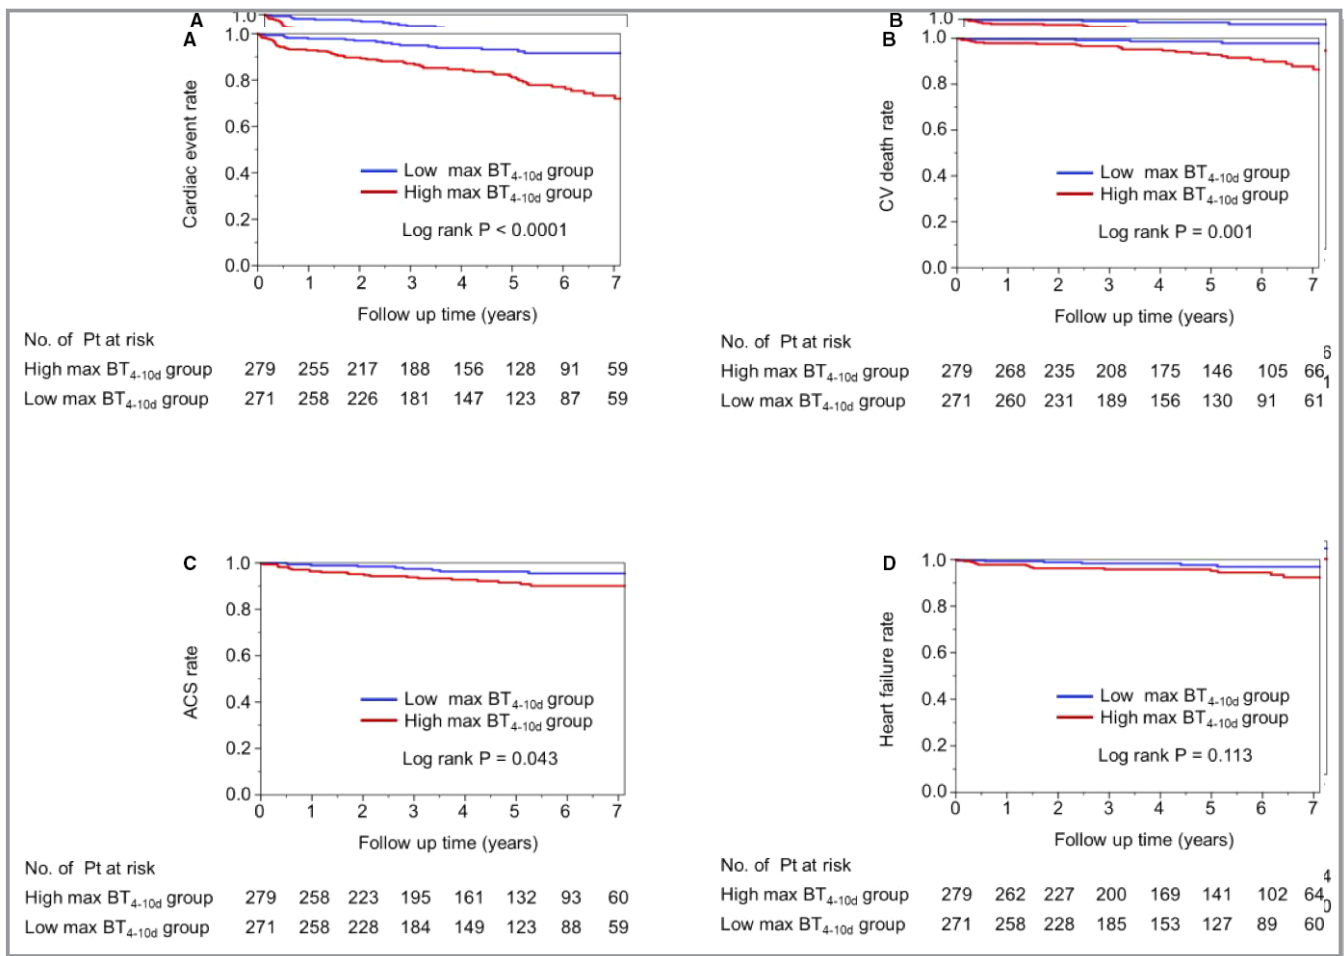 A
1.0
A
1.0
0.8
0.6
0.4
0.2
0.0
Cardiac event rate
Low max BT4-10d group
High max BT4-10d group
Log rank P < 0.0001
0 1 2 3 4 5 6 7
Follow up time (years)
No. of Pt at risk
High max BT4-10d group 279 255 217 188 156 128 91 59
Low max BT4-10d group 271 258 226 181 147 123 87 59
B
1.0
B
1.0
0.8
0.6
0.4
0.2
0.0
CV death rate
Low max BT4-10d group
High max BT4-10d group
Log rank P = 0.001
0 1 2 3 4 5 6 7
Follow up time (years)
No. of Pt at risk
6
High max BT4-10d group 279 268 235 208 175 146 105 66
1
Low max BT4-10d group 271 260 231 189 156 130 91 61
C
1.0
0.8
0.6
0.4
0.2
0.0
ACS rate
Low max BT4-10d group
High max BT4-10d group
Log rank P = 0.043
0 1 2 3 4 5 6 7
Follow up time (years)
No. of Pt at risk
High max BT4-10d group 279 258 223 195 161 132 93 60
Low max BT4-10d group 271 258 228 184 149 123 88 59
D
1.0
0.8
0.6
0.4
0.2
0.0
Heart failure rate
Low max BT4-10d group
High max BT4-10d group
Log rank P = 0.113
0 1 2 3 4 5 6 7
Follow up time (years)
No. of Pt at risk
4
High max BT4-10d group 279 262 227 200 169 141 102 64
0
Low max BT4-10d group 271 258 228 185 153 127 89 60